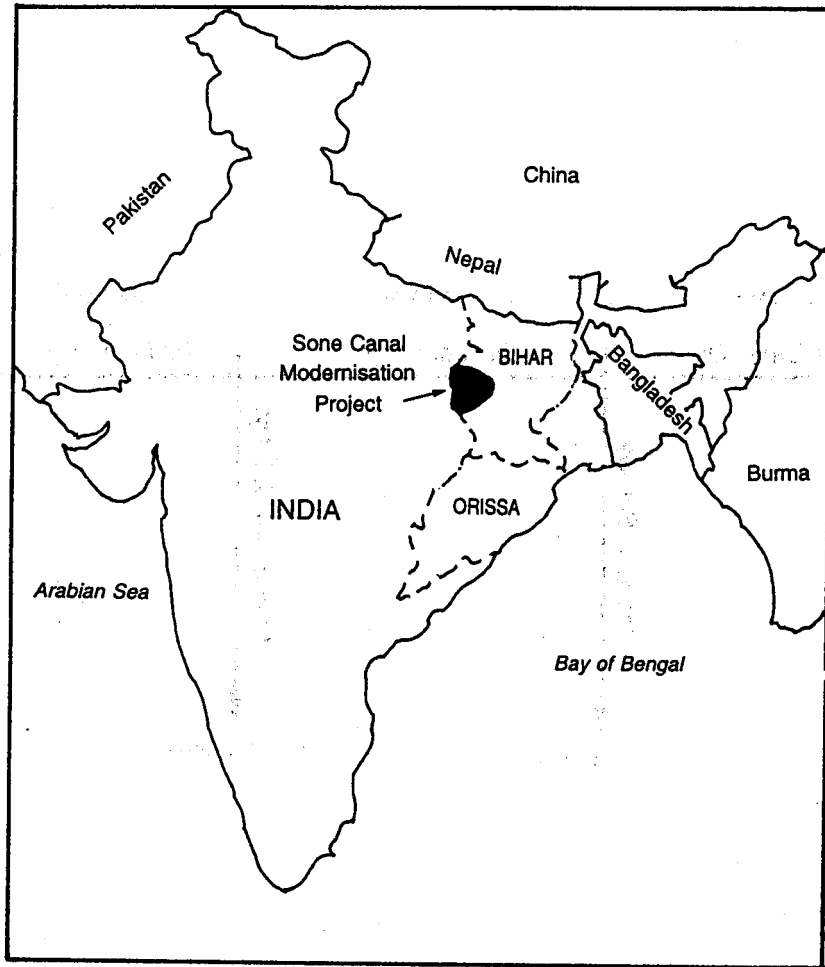 China
Pakistan
Nepal
Sone Canal
Modernisation
Project
BIHAR
Bangladesh
Burma
INDIA
ORISSA
Arabian Sea
Bay of Bengal